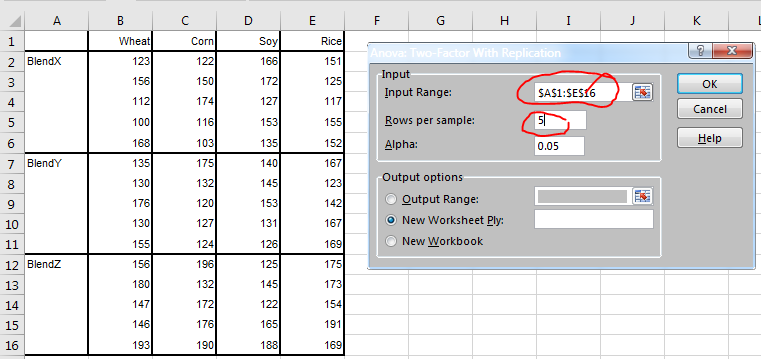 A B C D E F G H I J K L
1 Wheat Corn Soy Rice
2 BlendX 123 122 166 151
3 156 150 172 125
4 112 174 127 117
5 100 116 153 155
6 168 103 135 152
7 BlendY 135 175 140 167
8 130 132 145 123
9 176 120 153 142
10 130 127 131 167
11 155 124 126 169
12 BlendZ 156 196 125 175
13 180 132 145 173
14 147 172 122 154
15 146 176 165 191
16 193 190 188 169
Anova: Two-Factor With Replication
Input
Input Range: $A$1:$E$16
Rows per sample: 5
Alpha: 0.05
OK
Cancel
Help
Output options
Output Range:
New Worksheet Ply:
New Workbook